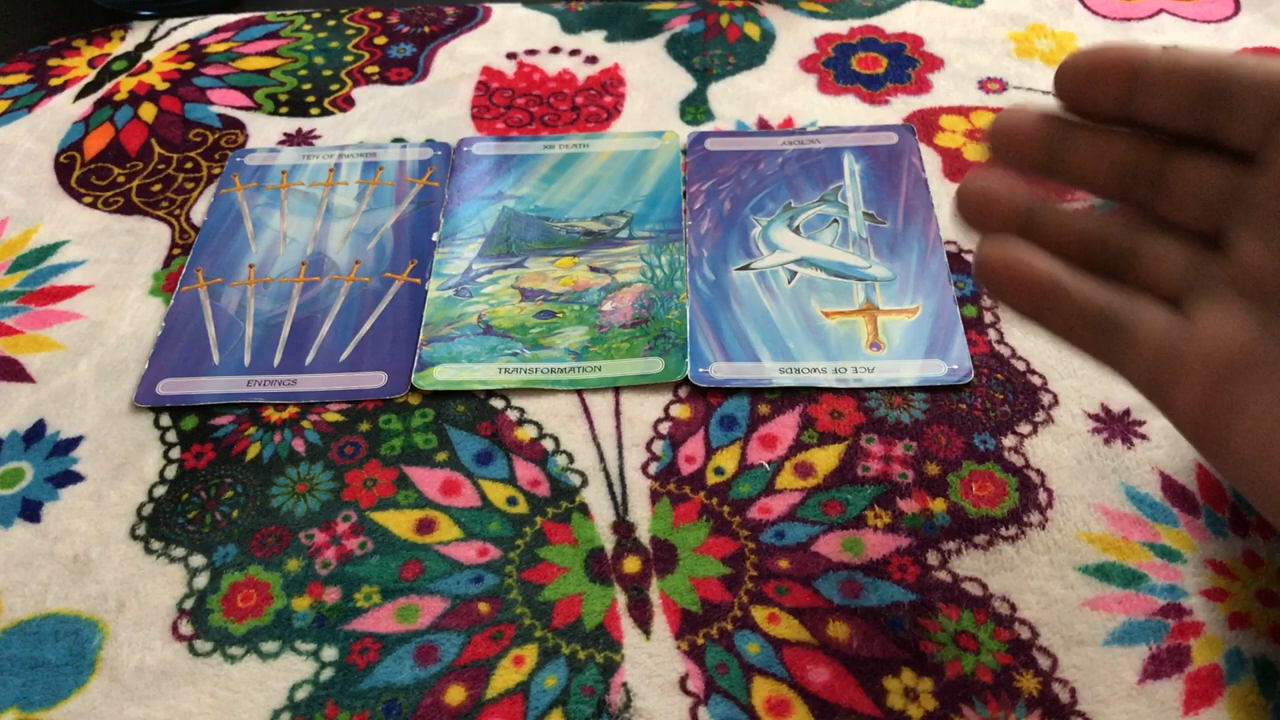 TEN OF SWORDS
ENDINGS
XIII DEATH
TRANSFORMATION
VICTORY
ACE OF SWORDS